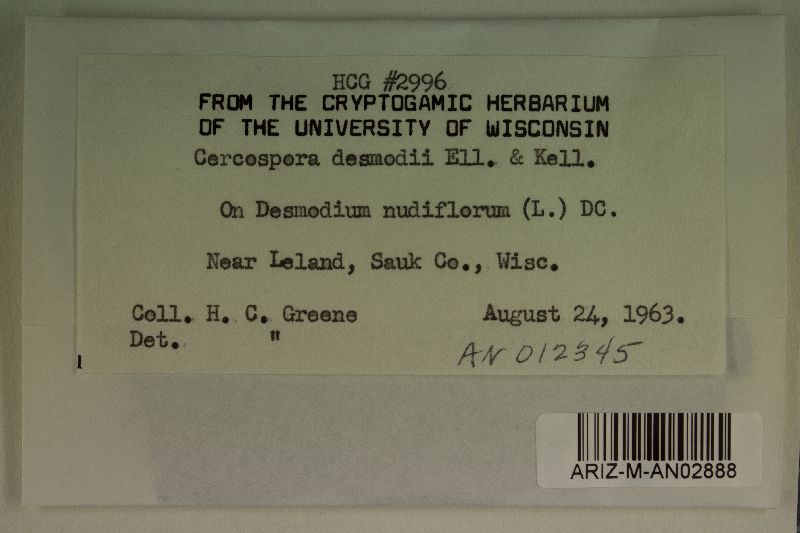 HCG #2996
FROM THE CRYPTOGAMIC HERBARIUM
OF THE UNIVERSITY OF WISCONSIN
Cercospora desmodii Ell. & Kell.
On Desmodium nudiflorum (L.) DC.
Near Leland, Sauk Co., Wisc.
Coll. H. C. Greene August 24, 1963.
Det. "
AN 012345
1
ARIZ-M-AN02888